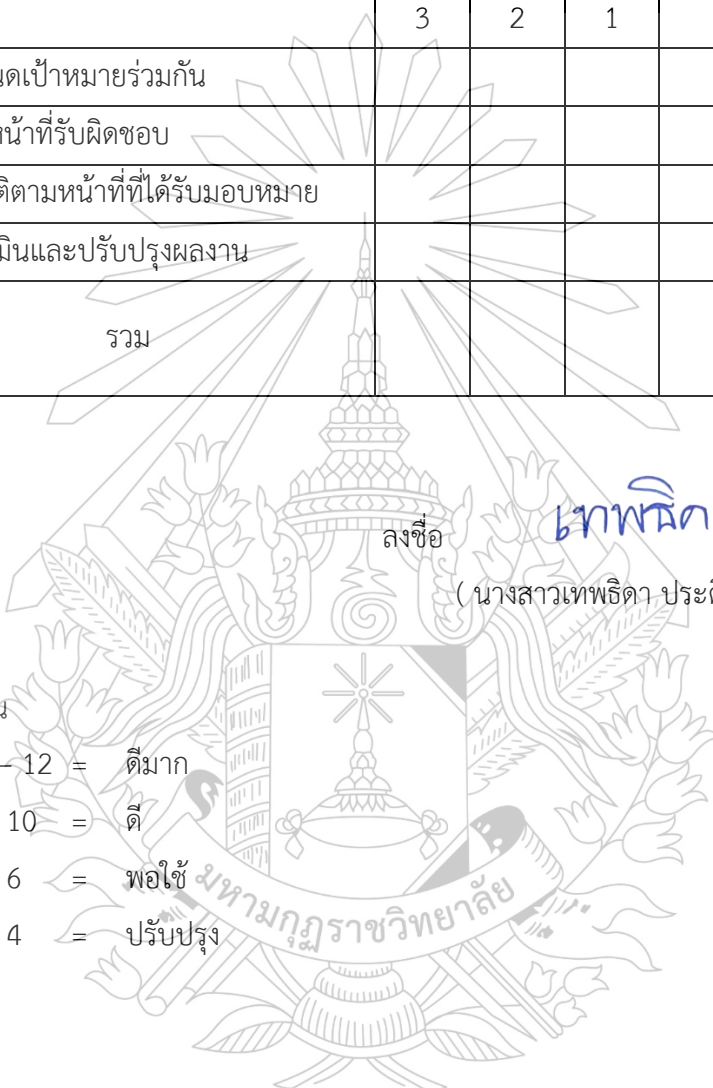 3 2 1
เป้าหมายร่วมกัน
หน้าที่รับผิดชอบ
ติตามหน้าที่ที่ได้รับมอบหมาย
มินและปรับปรุงผลงาน
รวม
ลงชื่อ เทพธิดา
( นางสาวเทพธิดา
– 12 = ดีมาก
10 = ดี
6 = พอใช้
4 = ปรับปรุง
มหามกุฏราชวิทยาลัย